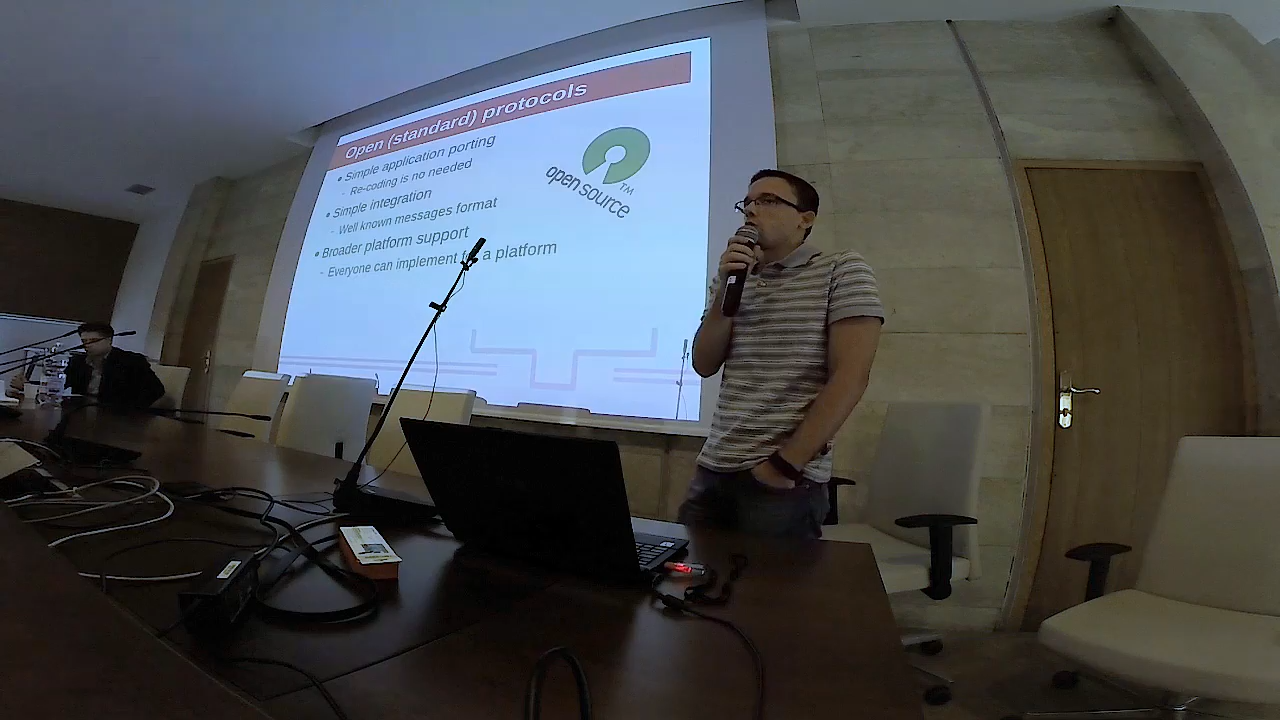 Open (standard) protocols
• Simple application porting
- Re-coding is no needed
• Simple integration
- Well known messages format
• Broader platform support
- Everyone can implement a platform
open source™